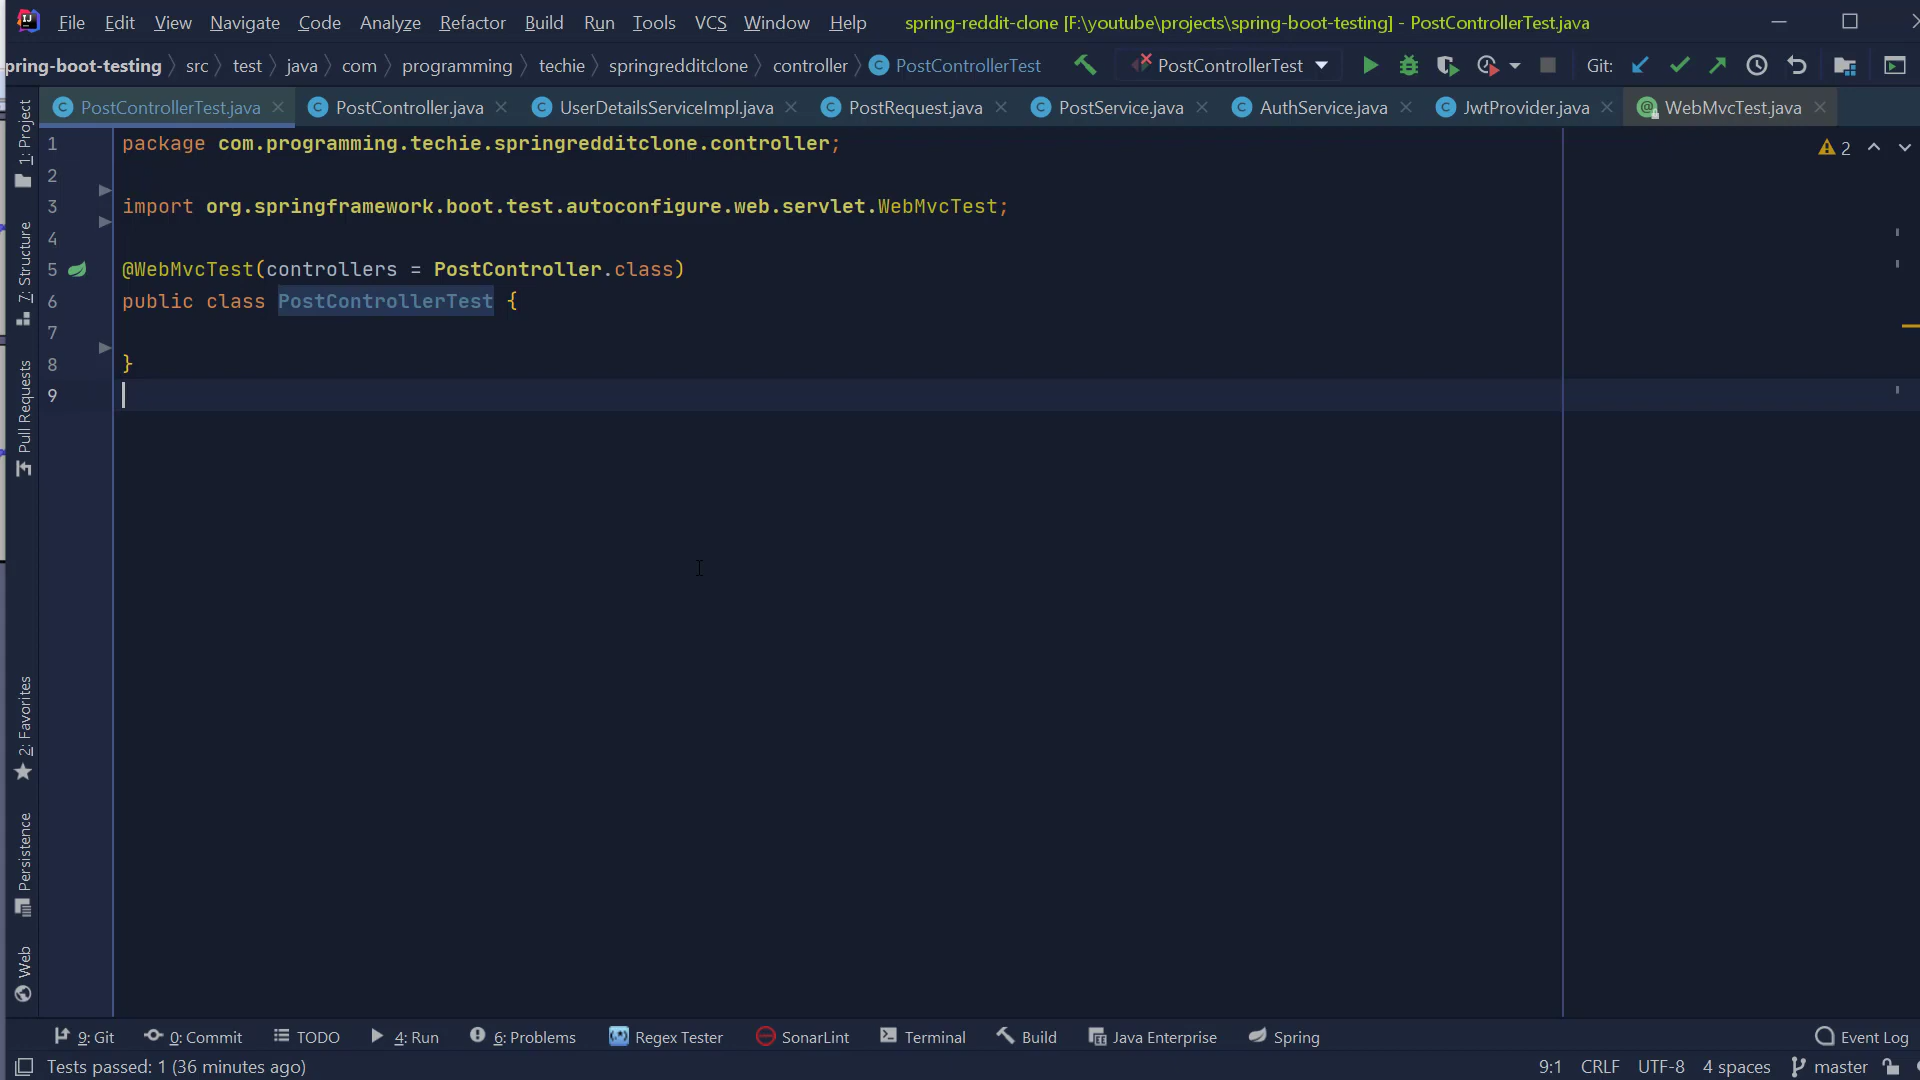 File Edit View Navigate Code Analyze Refactor Build Run Tools VCS Window Help spring-reddit-clone [F:\youtube\projects\spring-boot-testing] - PostControllerTest.java
pring-boot-testing src test java com programming techie springredditclone controller PostControllerTest PostControllerTest Git:
PostControllerTest.java PostController.java UserDetailsServiceImpl.java PostRequest.java PostService.java AuthService.java JwtProvider.java WebMvcTest.java
1: Project
7: Structure
Pull Requests
2: Favorites
Persistence
Web
1 package com.programming.techie.springredditclone.controller;
2
3 import org.springframework.boot.test.autoconfigure.web.servlet.WebMvcTest;
4
5 @WebMvcTest(controllers = PostController.class)
6 public class PostControllerTest {
7
8 }
9
2
9: Git 0: Commit TODO 4: Run 6: Problems Regex Tester SonarLint Terminal Build Java Enterprise Spring Event Log
Tests passed: 1 (36 minutes ago) 9:1 CRLF UTF-8 4 spaces master